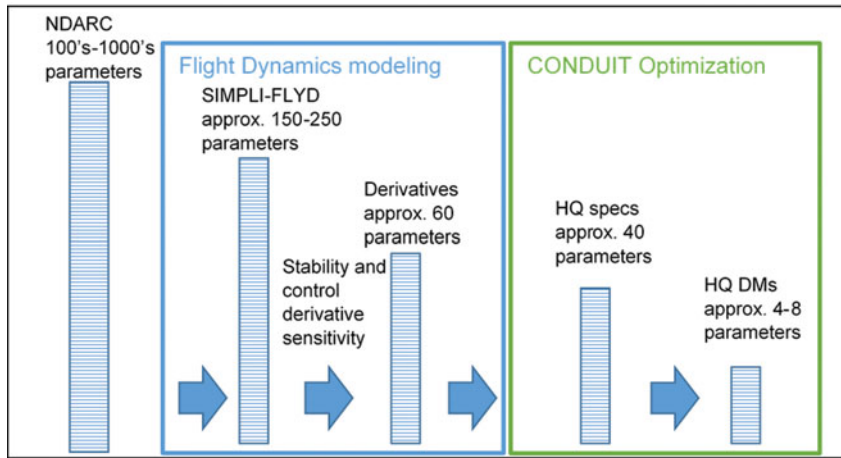 NDARC
100's-1000's
parameters
Flight Dynamics modeling
SIMPLI-FLYD
approx. 150-250
parameters
Derivatives
approx. 60
parameters
Stability and
control
derivative
sensitivity
CONDUIT Optimization
HQ specs
approx. 40
parameters
HQ DMs
approx. 4-8
parameters